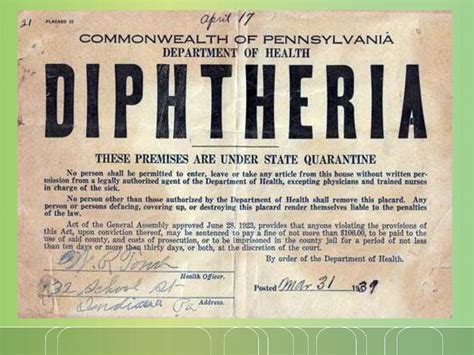 21 PLACARD 21 April 17
COMMONWEALTH OF PENNSYLVANIA
DEPARTMENT OF HEALTH
DIPHTHERIA
THESE PREMISES ARE UNDER STATE QUARANTINE
No person shall be permitted to enter, leave or take any article from this house without written per-
mission from a legally authorized agent of the Department of Health, excepting physicians and trained nurses
in charge of the sick.
No person other than those authorized by the Department of Health shall remove this placard. Any
person or persons defacing, covering up, or destroying this placard render themselves liable to the penalties
of the law.
Act of the General Assembly approved June 28, 1923, provides that anyone violating the provisions
of this Act, upon conviction thereof, may be sentenced to pay a fine of not more than $100.00, to be paid to the
use of said county, and costs of prosecution, or to be imprisoned in the county jail for a period of not less
than ten days or more than thirty days, or both, at the discretion of the court.
By order of the Department of Health.
Health Officer.
School St
Address.
Indiana Pa
Posted Mar 31 1939